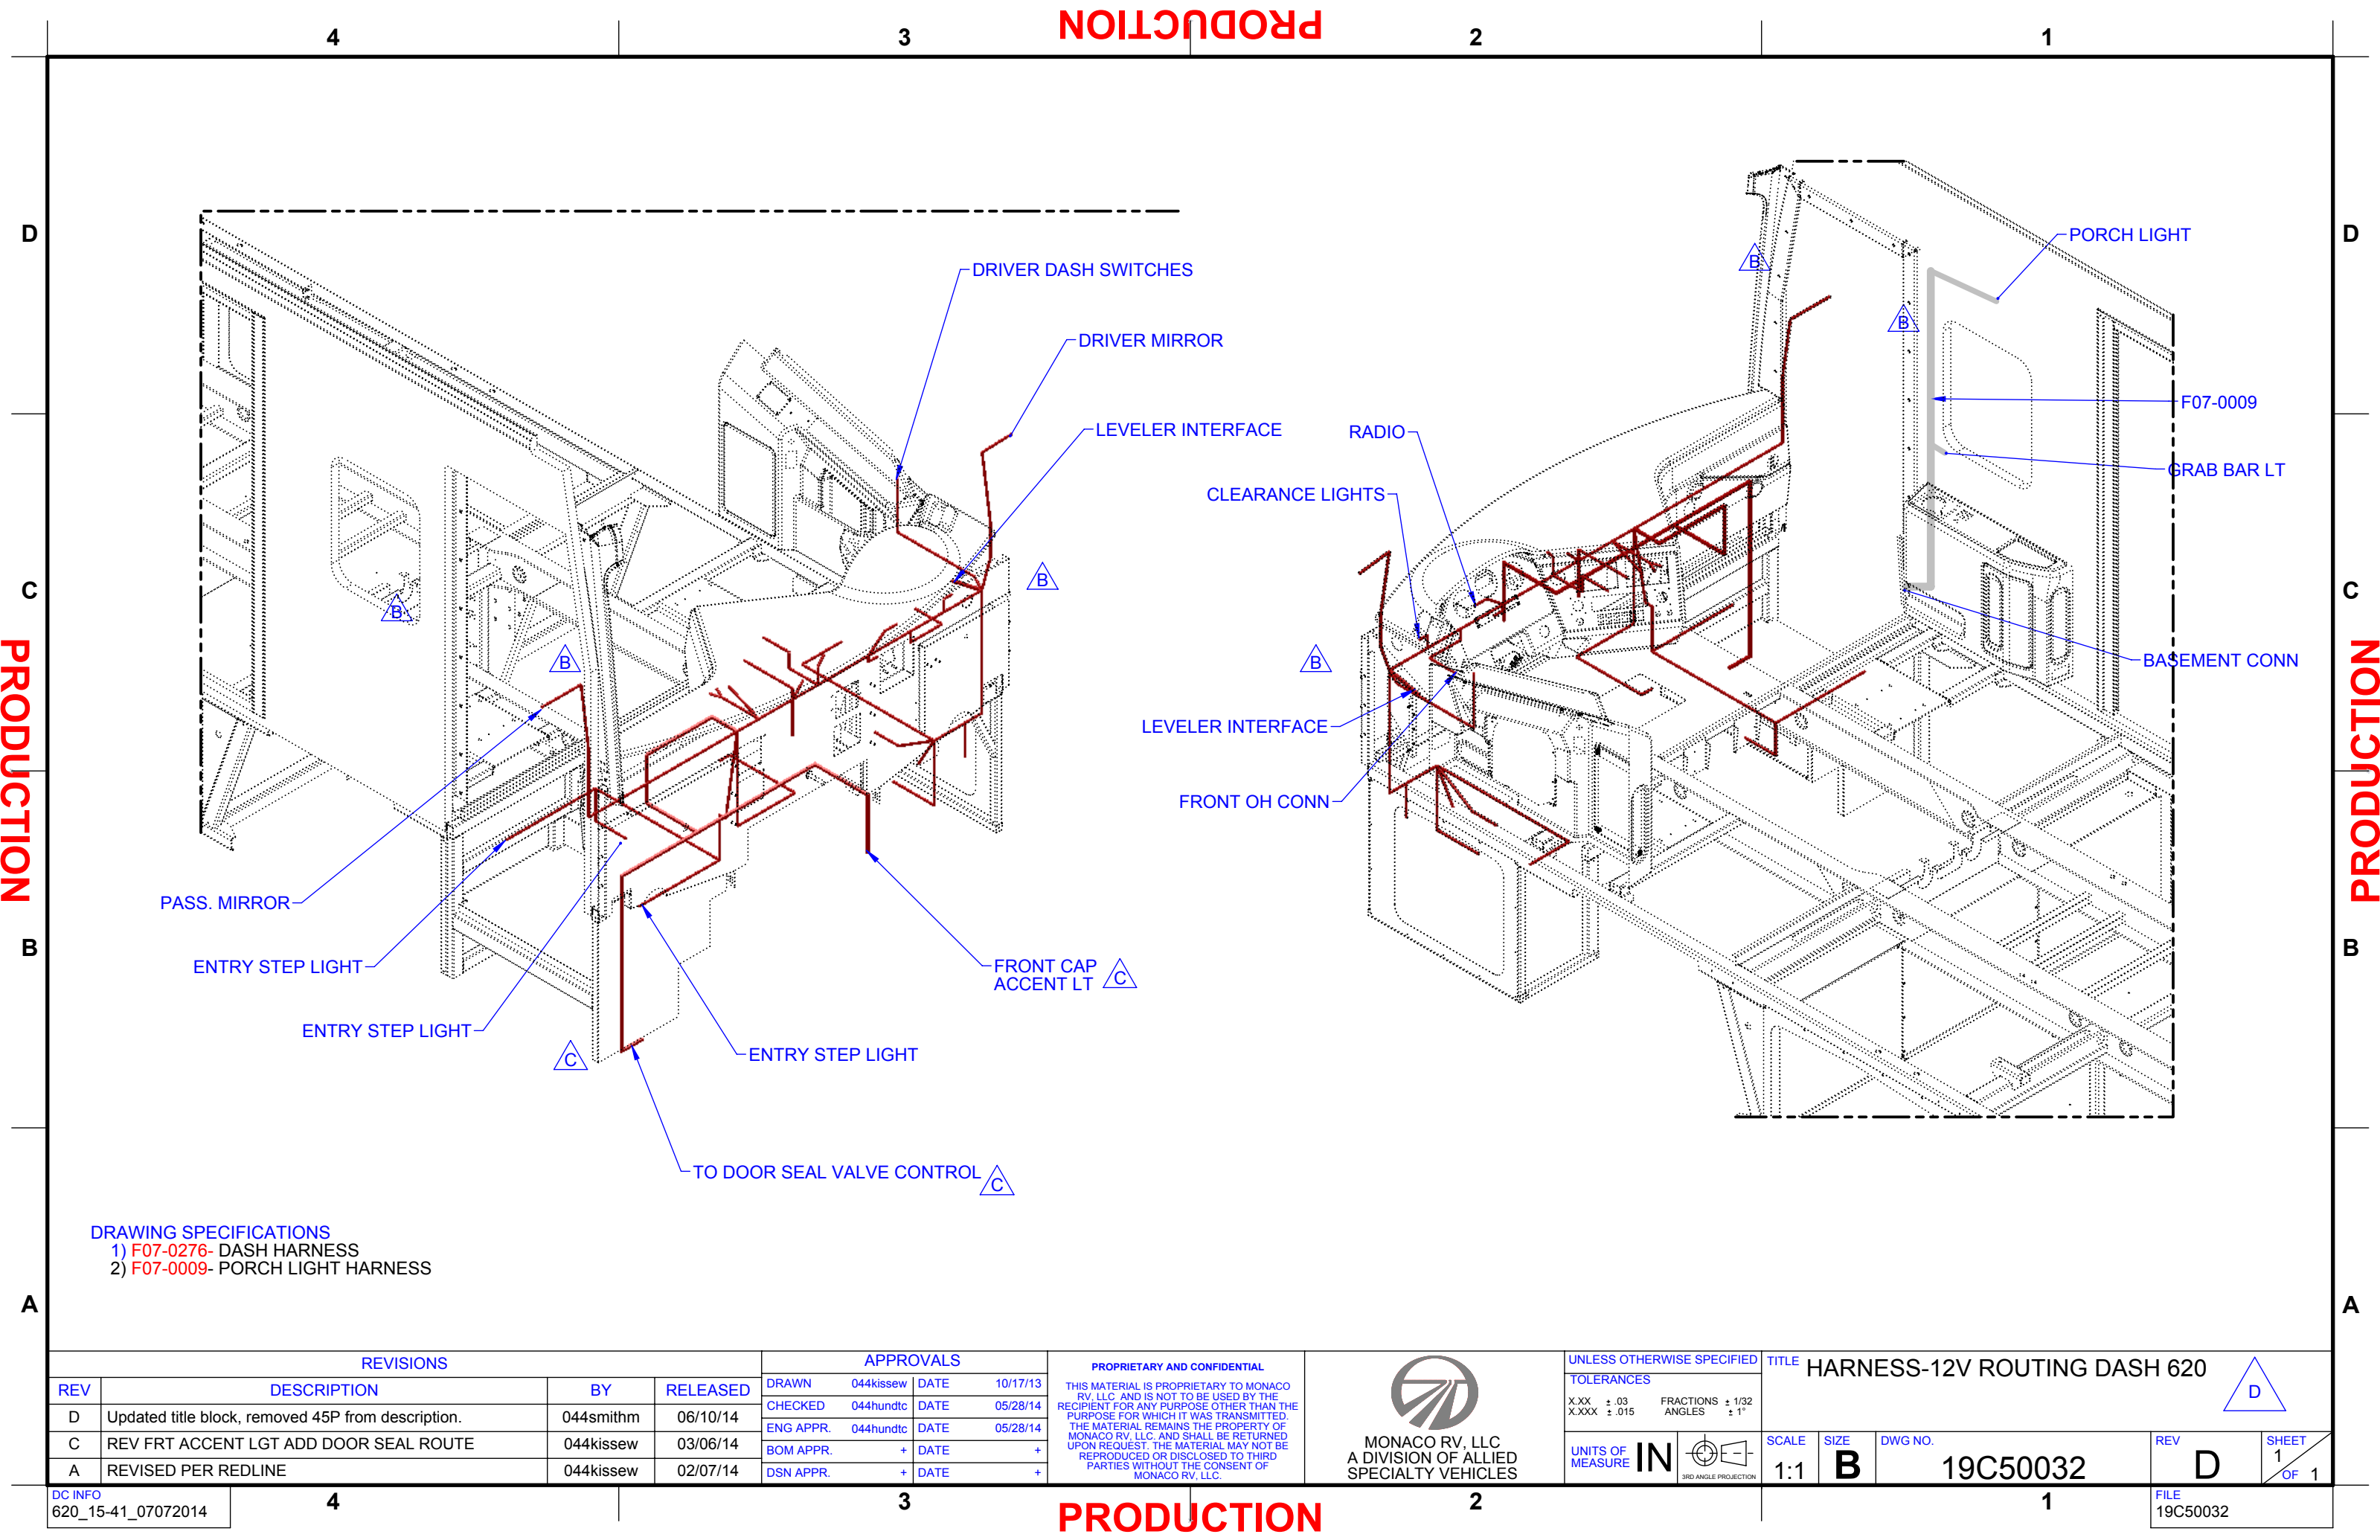 PRODUCTION
4
3
2
1
D
D
C
C
B
B
A
A
PRODUCTION
PRODUCTION
DRIVER DASH SWITCHES
DRIVER MIRROR
LEVELER INTERFACE
B
B
B
PASS. MIRROR
ENTRY STEP LIGHT
ENTRY STEP LIGHT
C
ENTRY STEP LIGHT
FRONT CAP
ACCENT LT
C
TO DOOR SEAL VALVE CONTROL
C
PORCH LIGHT
B
B
F07-0009
GRAB BAR LT
RADIO
CLEARANCE LIGHTS
B
BASEMENT CONN
LEVELER INTERFACE
FRONT OH CONN
DRAWING SPECIFICATIONS
1) F07-0276- DASH HARNESS
2) F07-0009- PORCH LIGHT HARNESS
REVISIONS
REV DESCRIPTION BY RELEASED
D Updated title block, removed 45P from description. 044smithm 06/10/14
C REV FRT ACCENT LGT ADD DOOR SEAL ROUTE 044kissew 03/06/14
A REVISED PER REDLINE 044kissew 02/07/14
APPROVALS
DRAWN 044kissew DATE 10/17/13
CHECKED 044hundtc DATE 05/28/14
ENG APPR. 044hundtc DATE 05/28/14
BOM APPR. + DATE +
DSN APPR. + DATE +
PROPRIETARY AND CONFIDENTIAL
THIS MATERIAL IS PROPRIETARY TO MONACO
RV, LLC AND IS NOT TO BE USED BY THE
RECIPIENT FOR ANY PURPOSE OTHER THAN THE
PURPOSE FOR WHICH IT WAS TRANSMITTED.
THE MATERIAL REMAINS THE PROPERTY OF
MONACO RV, LLC. AND SHALL BE RETURNED
UPON REQUEST. THE MATERIAL MAY NOT BE
REPRODUCED OR DISCLOSED TO THIRD
PARTIES WITHOUT THE CONSENT OF
MONACO RV, LLC.
MONACO RV, LLC
A DIVISION OF ALLIED
SPECIALTY VEHICLES
UNLESS OTHERWISE SPECIFIED
TOLERANCES
X.XX ± .03 FRACTIONS ± 1/32
X.XXX ± .015 ANGLES ± 1°
UNITS OF
MEASURE IN
3RD ANGLE PROJECTION
TITLE HARNESS-12V ROUTING DASH 620
D
SCALE 1:1
SIZE B
DWG NO. 19C50032
REV D
SHEET 1 OF 1
DC INFO
620_15-41_07072014
4
3
PRODUCTION
2
1
FILE
19C50032